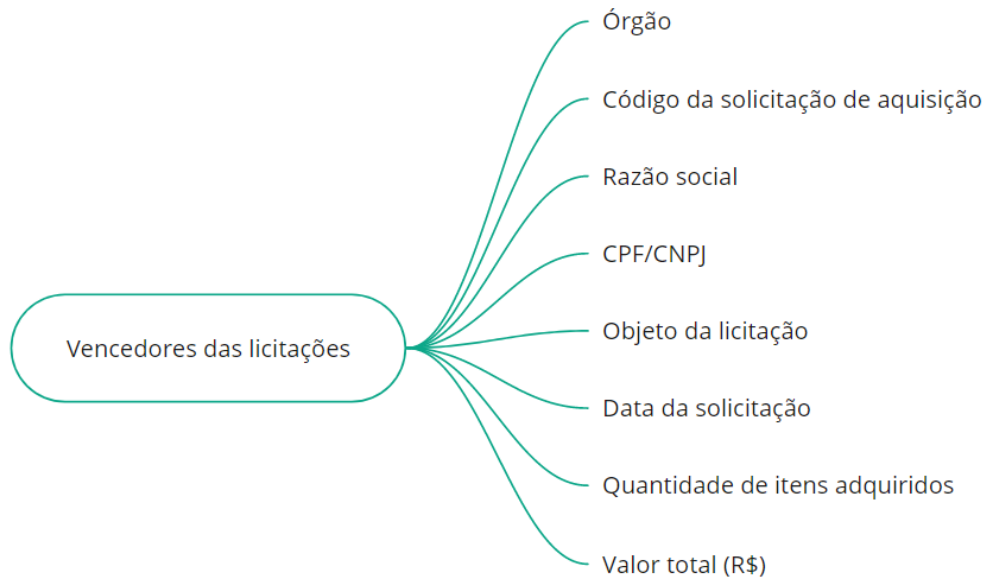 Órgão
Código da solicitação de aquisição
Razão social
CPF/CNPJ
Vencedores das licitações
Objeto da licitação
Data da solicitação
Quantidade de itens adquiridos
Valor total (R$)